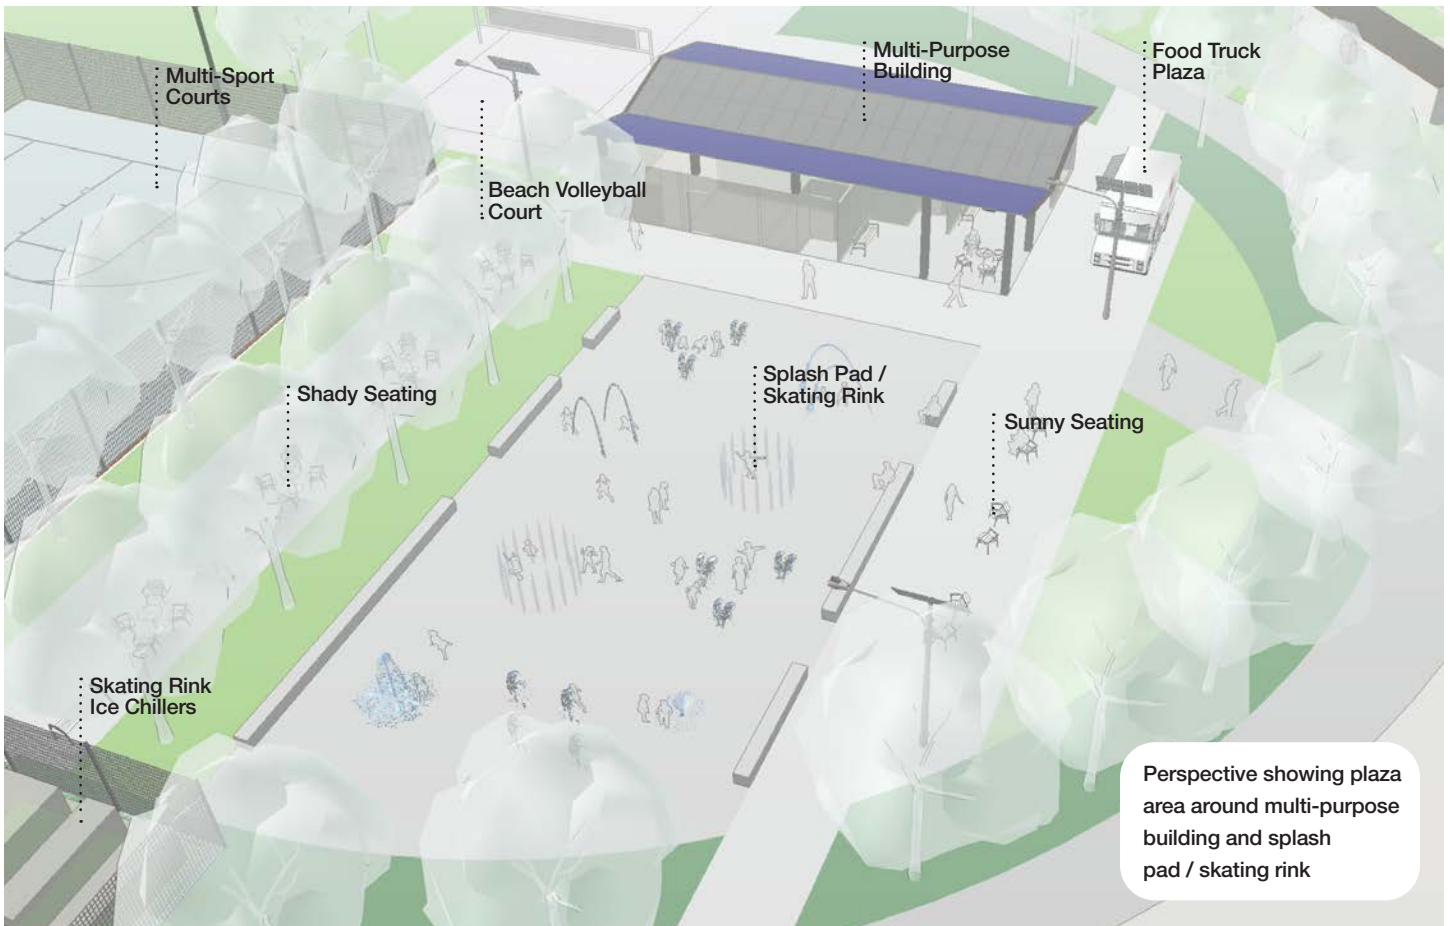 Multi-Sport
Courts
Multi-Purpose
Building
Food Truck
Plaza
Beach Volleyball
Court
Shady Seating
Splash Pad /
Skating Rink
Sunny Seating
Skating Rink
Ice Chillers
Perspective showing plaza
area around multi-purpose
building and splash
pad / skating rink